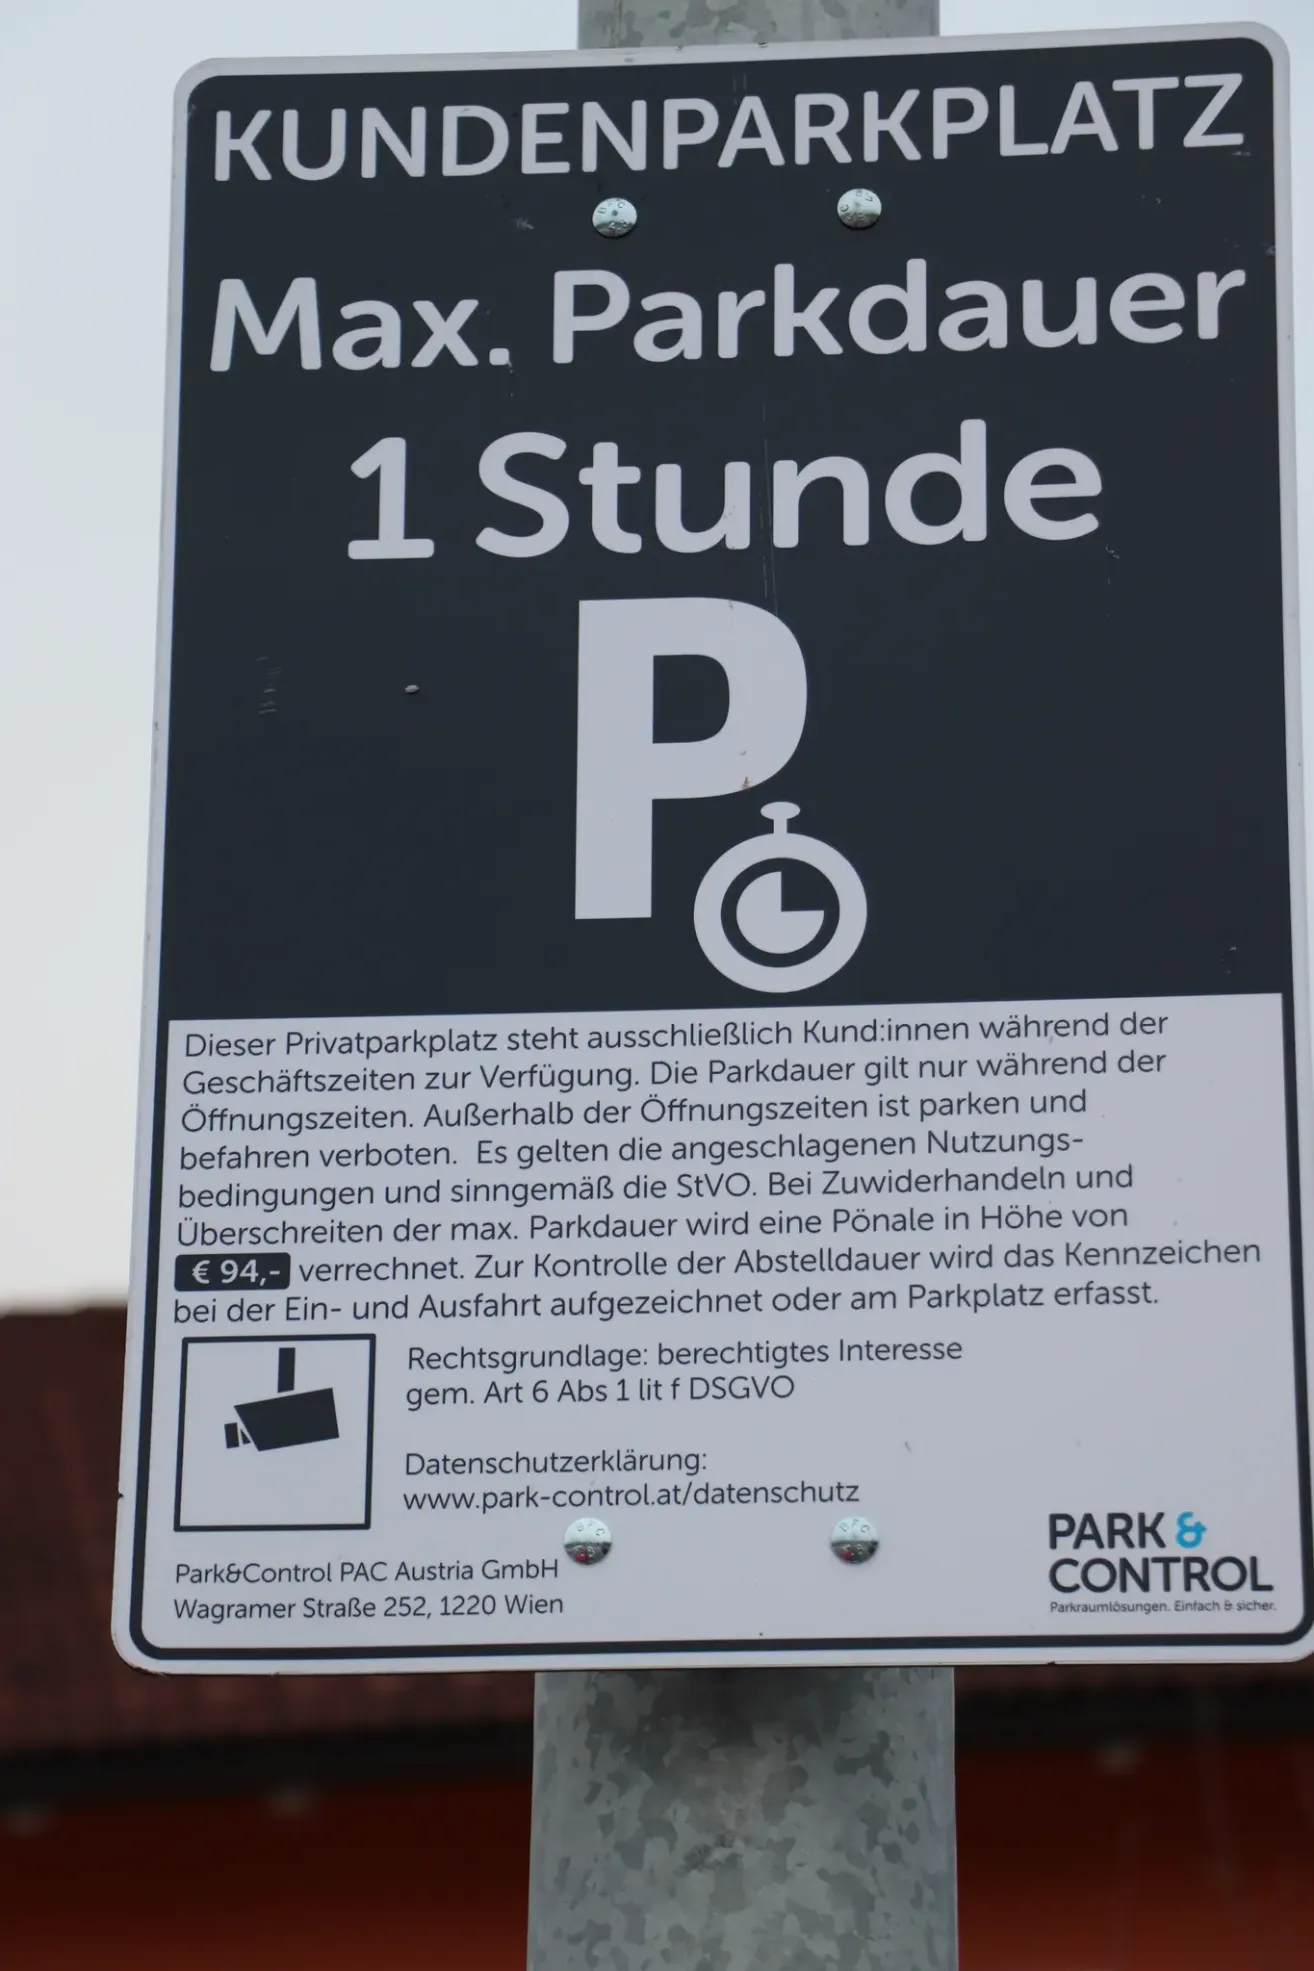 KUNDENPARKPLATZ
Max. Parkdauer
1 Stunde
P
Dieser Privatparkplatz steht ausschließlich Kund:innen während der
Geschäftszeiten zur Verfügung. Die Parkdauer gilt nur während der
Öffnungszeiten. Außerhalb der Öffnungszeiten ist parken und
befahren verboten. Es gelten die angeschlagenen Nutzungs-
bedingungen und sinngemäß die StVO. Bei Zuwiderhandeln und
Überschreiten der max. Parkdauer wird eine Pönale in Höhe von
€ 94,- verrechnet. Zur Kontrolle der Abstelldauer wird das Kennzeichen
bei der Ein- und Ausfahrt aufgezeichnet oder am Parkplatz erfasst.
Rechtsgrundlage: berechtigtes Interesse
gem. Art 6 Abs 1 lit f DSGVO
Datenschutzerklärung:
www.park-control.at/datenschutz
Park&Control PAC Austria GmbH
Wagramer Straße 252, 1220 Wien
PARK &
CONTROL
Parkraumlösungen. Einfach & sicher.